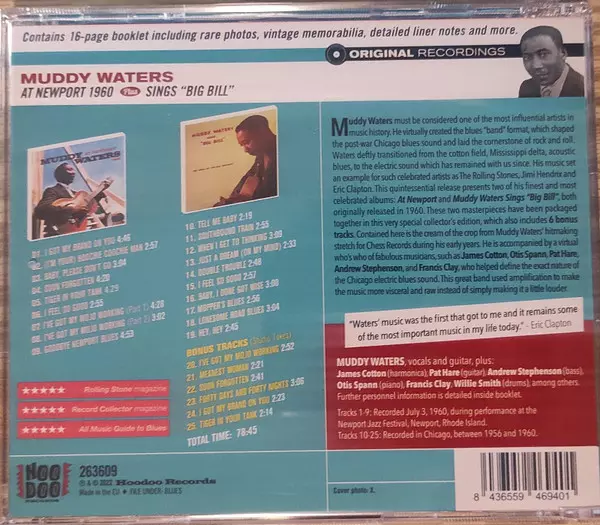 Contains 16-page booklet including rare photos, vintage memorabilia, detailed liner notes and more.
ORIGINAL RECORDINGS
MUDDY WATERS
AT NEWPORT 1960 Plus SINGS "BIG BILL"
MUDDY WATERS
MUDDY WATERS
"BIG BILL"
01. I GOT MY BRAND ON YOU 4:46
02. (I'M YOUR) HOOCHIE COOCHIE MAN 2:57
03. BABY, PLEASE DON'T GO 3:04
04. SOON FORGOTTEN 4:20
05. TIGER IN YOUR TANK 4:29
06. I FEEL SO GOOD 2:55
07. I'VE GOT MY MOJO WORKING (Part 1) 4:28
08. I'VE GOT MY MOJO WORKING (Part 2) 3:02
09. GOODBYE NEWPORT BLUES 4:53
10. TELL ME BABY 2:19
11. SOUTHBOUND TRAIN 2:55
12. WHEN I GET TO THINKING 3:09
13. JUST A DREAM (ON MY MIND) 2:33
14. DOUBLE TROUBLE 2:48
15. I FEEL SO GOOD 2:57
16. BABY, I DONE GOT WISE 3:00
17. MOPPER'S BLUES 2:56
18. LONESOME ROAD BLUES 3:04
19. HEY, HEY 2:45
BONUS TRACKS (Studio Takes)
20. I'VE GOT MY MOJO WORKING 2:52
21. MEANEST WOMAN 2:21
22. SOON FORGOTTEN 2:41
23. FORTY DAYS AND FORTY NIGHTS 3:06
24. I GOT MY BRAND ON YOU 2:23
25. TIGER IN YOUR TANK 2:14
TOTAL TIME: 78:45
★★★★★ Rolling Stone magazine
★★★★★ Record Collector magazine
★★★★★ All Music Guide to Blues
Muddy Waters must be considered one of the most influential artists in
music history. He virtually created the blues "band" format, which shaped
the post-war Chicago blues sound and laid the cornerstone of rock and roll.
Waters deftly transitioned from the cotton field, Mississippi delta, acoustic
blues, to the electric sound which has remained with us since. His music set
an example for such celebrated artists as The Rolling Stones, Jimi Hendrix and
Eric Clapton. This quintessential release presents two of his finest and most
celebrated albums: At Newport and Muddy Waters Sings "Big Bill", both
originally released in 1960. These two masterpieces have been packaged
together in this very special collector's edition, which also includes 6 bonus
tracks. Contained here is the cream of the crop from Muddy Waters' hitmaking
stretch for Chess Records during his early years. He is accompanied by a virtual
who's who of fabulous musicians, such as James Cotton, Otis Spann, Pat Hare,
Andrew Stephenson, and Francis Clay, who helped define the exact nature of
the Chicago electric blues sound. This great band used amplification to make
the music more visceral and raw instead of simply making it a little louder.
"Waters' music was the first that got to me and it remains some
of the most important music in my life today." - Eric Clapton
MUDDY WATERS, vocals and guitar, plus:
James Cotton (harmonica), Pat Hare (guitar), Andrew Stephenson (bass),
Otis Spann (piano), Francis Clay, Willie Smith (drums), among others.
Further personnel information is detailed inside booklet.
Tracks 1-9: Recorded July 3, 1960, during performance at the
Newport Jazz Festival, Newport, Rhode Island.
Tracks 10-25: Recorded in Chicago, between 1956 and 1960.
HOO DOO
RECORDS
263609
℗ & © 2022 Hoodoo Records
Made in the EU • FILE UNDER: BLUES
Cover photo: X.
8 436559 469401